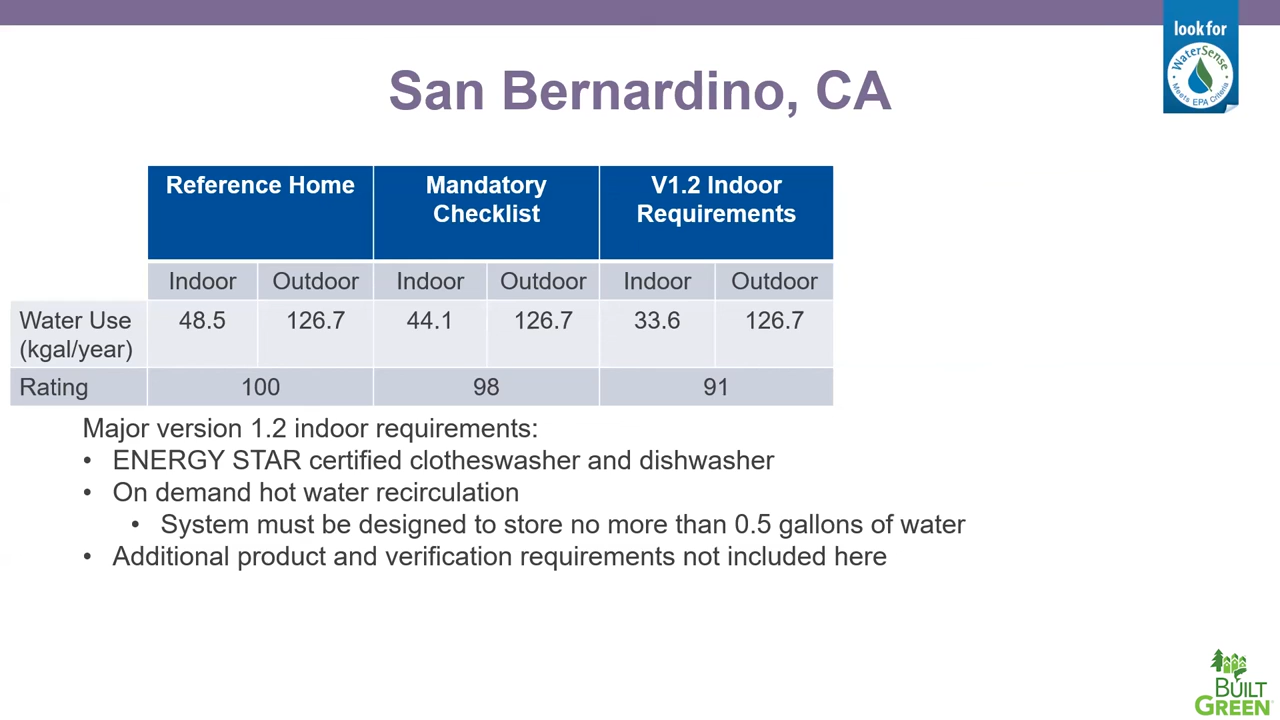 look for
WaterSense
Meets EPA Criteria
San Bernardino, CA
Reference Home
Mandatory
Checklist
V1.2 Indoor
Requirements
Indoor Outdoor Indoor Outdoor Indoor Outdoor
Water Use
(kgal/year)
48.5 126.7 44.1 126.7 33.6 126.7
Rating 100 98 91
Major version 1.2 indoor requirements:
• ENERGY STAR certified clotheswasher and dishwasher
• On demand hot water recirculation
• System must be designed to store no more than 0.5 gallons of water
• Additional product and verification requirements not included here
BUILT
GREEN